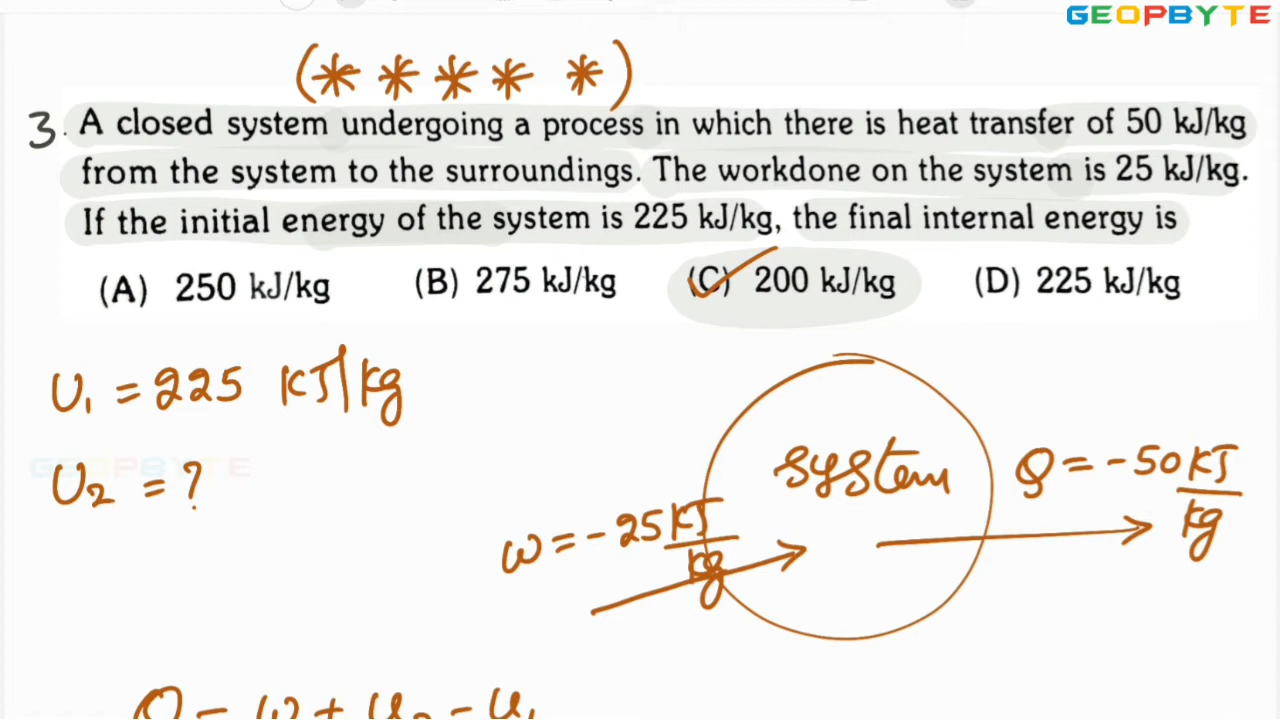 GEOPBYTE
(* * * * *)
3. A closed system undergoing a process in which there is heat transfer of 50 kJ/kg
from the system to the surroundings. The workdone on the system is 25 kJ/kg.
If the initial energy of the system is 225 kJ/kg, the final internal energy is
(A) 250 kJ/kg (B) 275 kJ/kg (C) 200 kJ/kg (D) 225 kJ/kg
U₁ = 225 KJ/kg
GEOPBYTE
U₂ = ?
system
Q = -50 KJ/kg
W = -25 KJ/kg
Q = W + U₂ - U₁